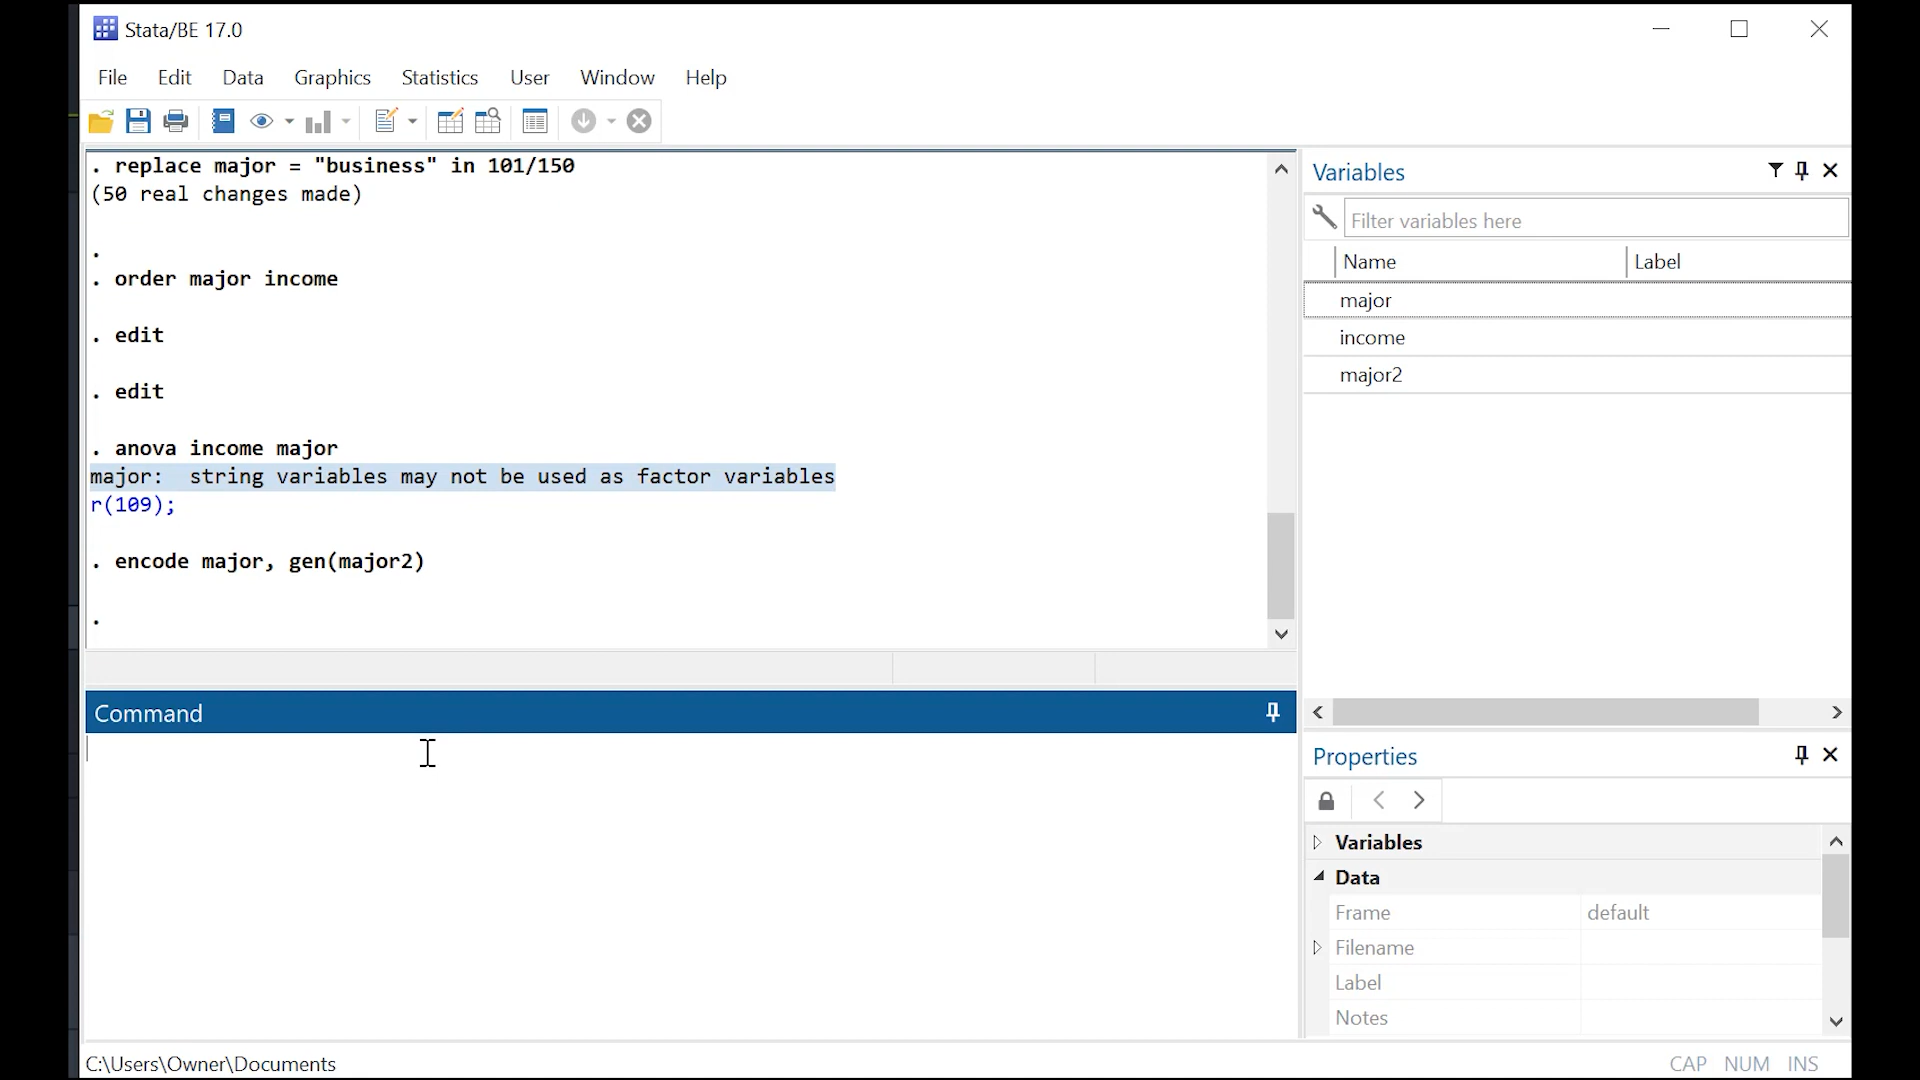 Stata/BE 17.0
File Edit Data Graphics Statistics User Window Help
. replace major = "business" in 101/150
(50 real changes made)
.
. order major income
. edit
. edit
. anova income major
major:  string variables may not be used as factor variables
r(109);
. encode major, gen(major2)
.
Command
C:\Users\Owner\Documents
Variables
Filter variables here
Name Label
major
income
major2
Properties
Variables
Data
Frame default
Filename
Label
Notes
CAP NUM INS